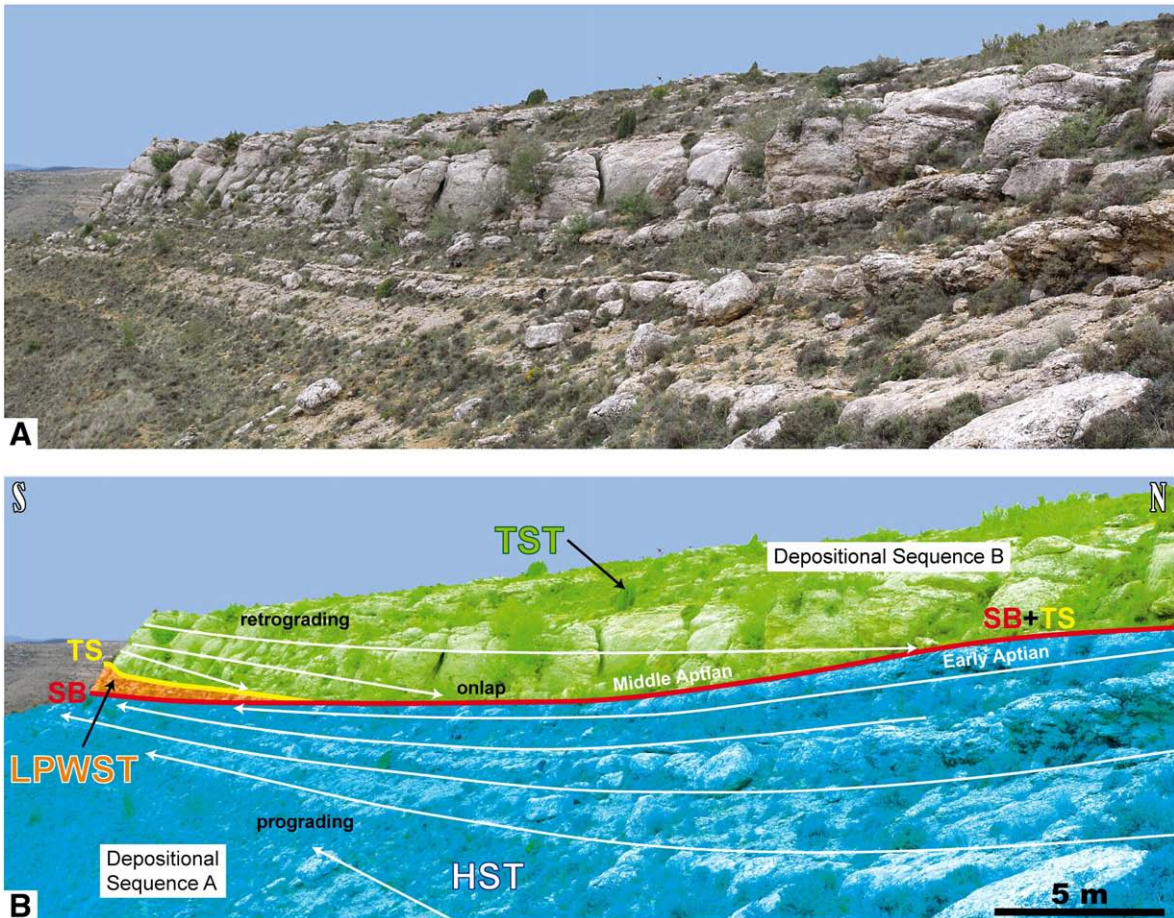 A
S
N
TST
Depositional Sequence B
retrograding
SB+TS
TS
Middle Aptian
Early Aptian
onlap
SB
LPWST
prograding
Depositional
Sequence A
HST
5 m
B